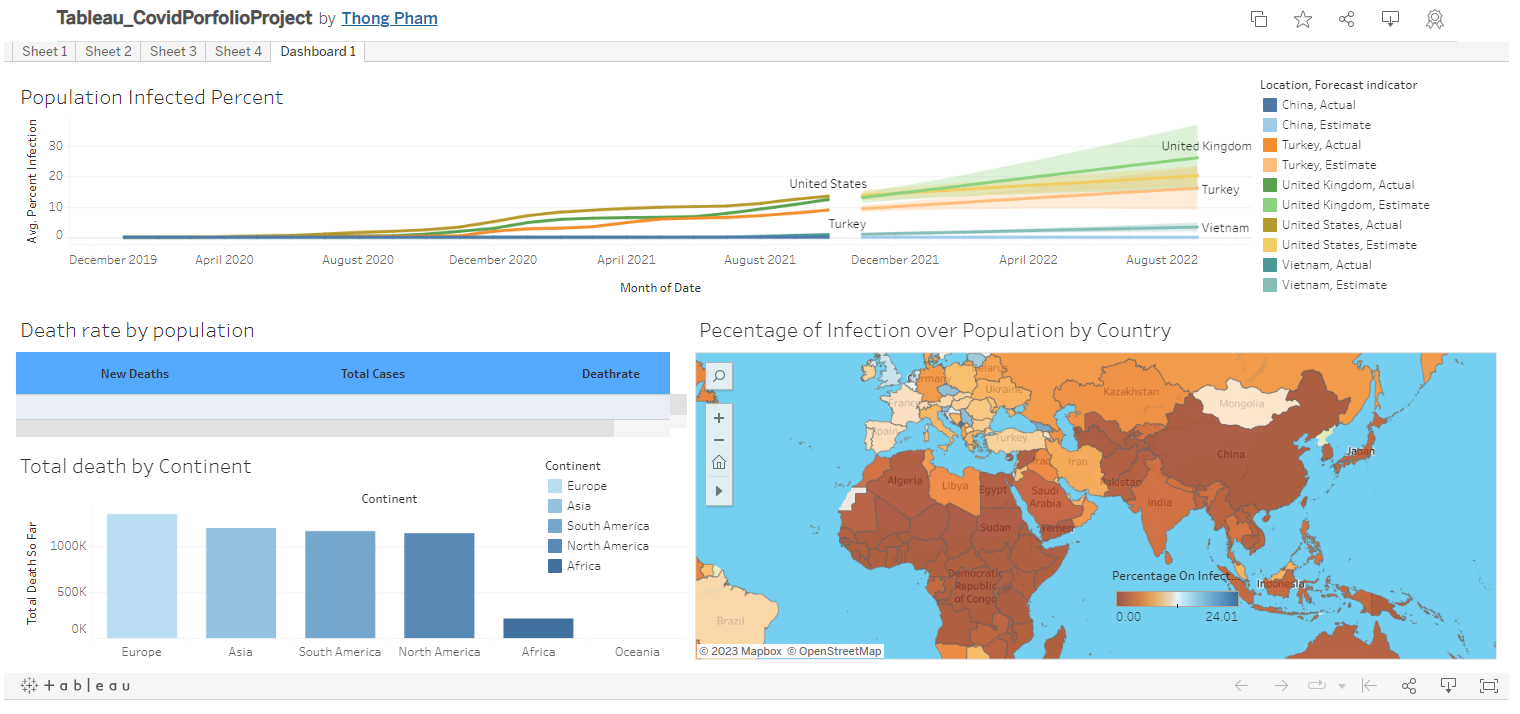 Tableau_CovidPorfolioProject by Thong Pham
Sheet 1 Sheet 2 Sheet 3 Sheet 4 Dashboard 1
Population Infected Percent
Avg. Percent Infection
30
20
10
0
United States
Turkey
United Kingdom
Turkey
Vietnam
December 2019 April 2020 August 2020 December 2020 April 2021 August 2021 December 2021 April 2022 August 2022
Month of Date
Location, Forecast indicator
China, Actual
China, Estimate
Turkey, Actual
Turkey, Estimate
United Kingdom, Actual
United Kingdom, Estimate
United States, Actual
United States, Estimate
Vietnam, Actual
Vietnam, Estimate
Death rate by population
New Deaths Total Cases Deathrate
Total death by Continent
Continent
Total Death So Far
1000K
500K
0K
Europe Asia South America North America Africa Oceania
Continent
Europe
Asia
South America
North America
Africa
Pecentage of Infection over Population by Country
Germany
Belarus
Ukraine
France
Kazakhstan
Mongolia
Spain
Turkey
China
Japan
Iraq
Iran
Algeria
Libya
Egypt
Pakistan
Saudi
Arabia
India
Sudan
Yemen
Democratic
Republic
of Congo
Indonesia
Brazil
Percentage On Infect...
0.00 24.01
© 2023 Mapbox © OpenStreetMap
+ a b | e a u